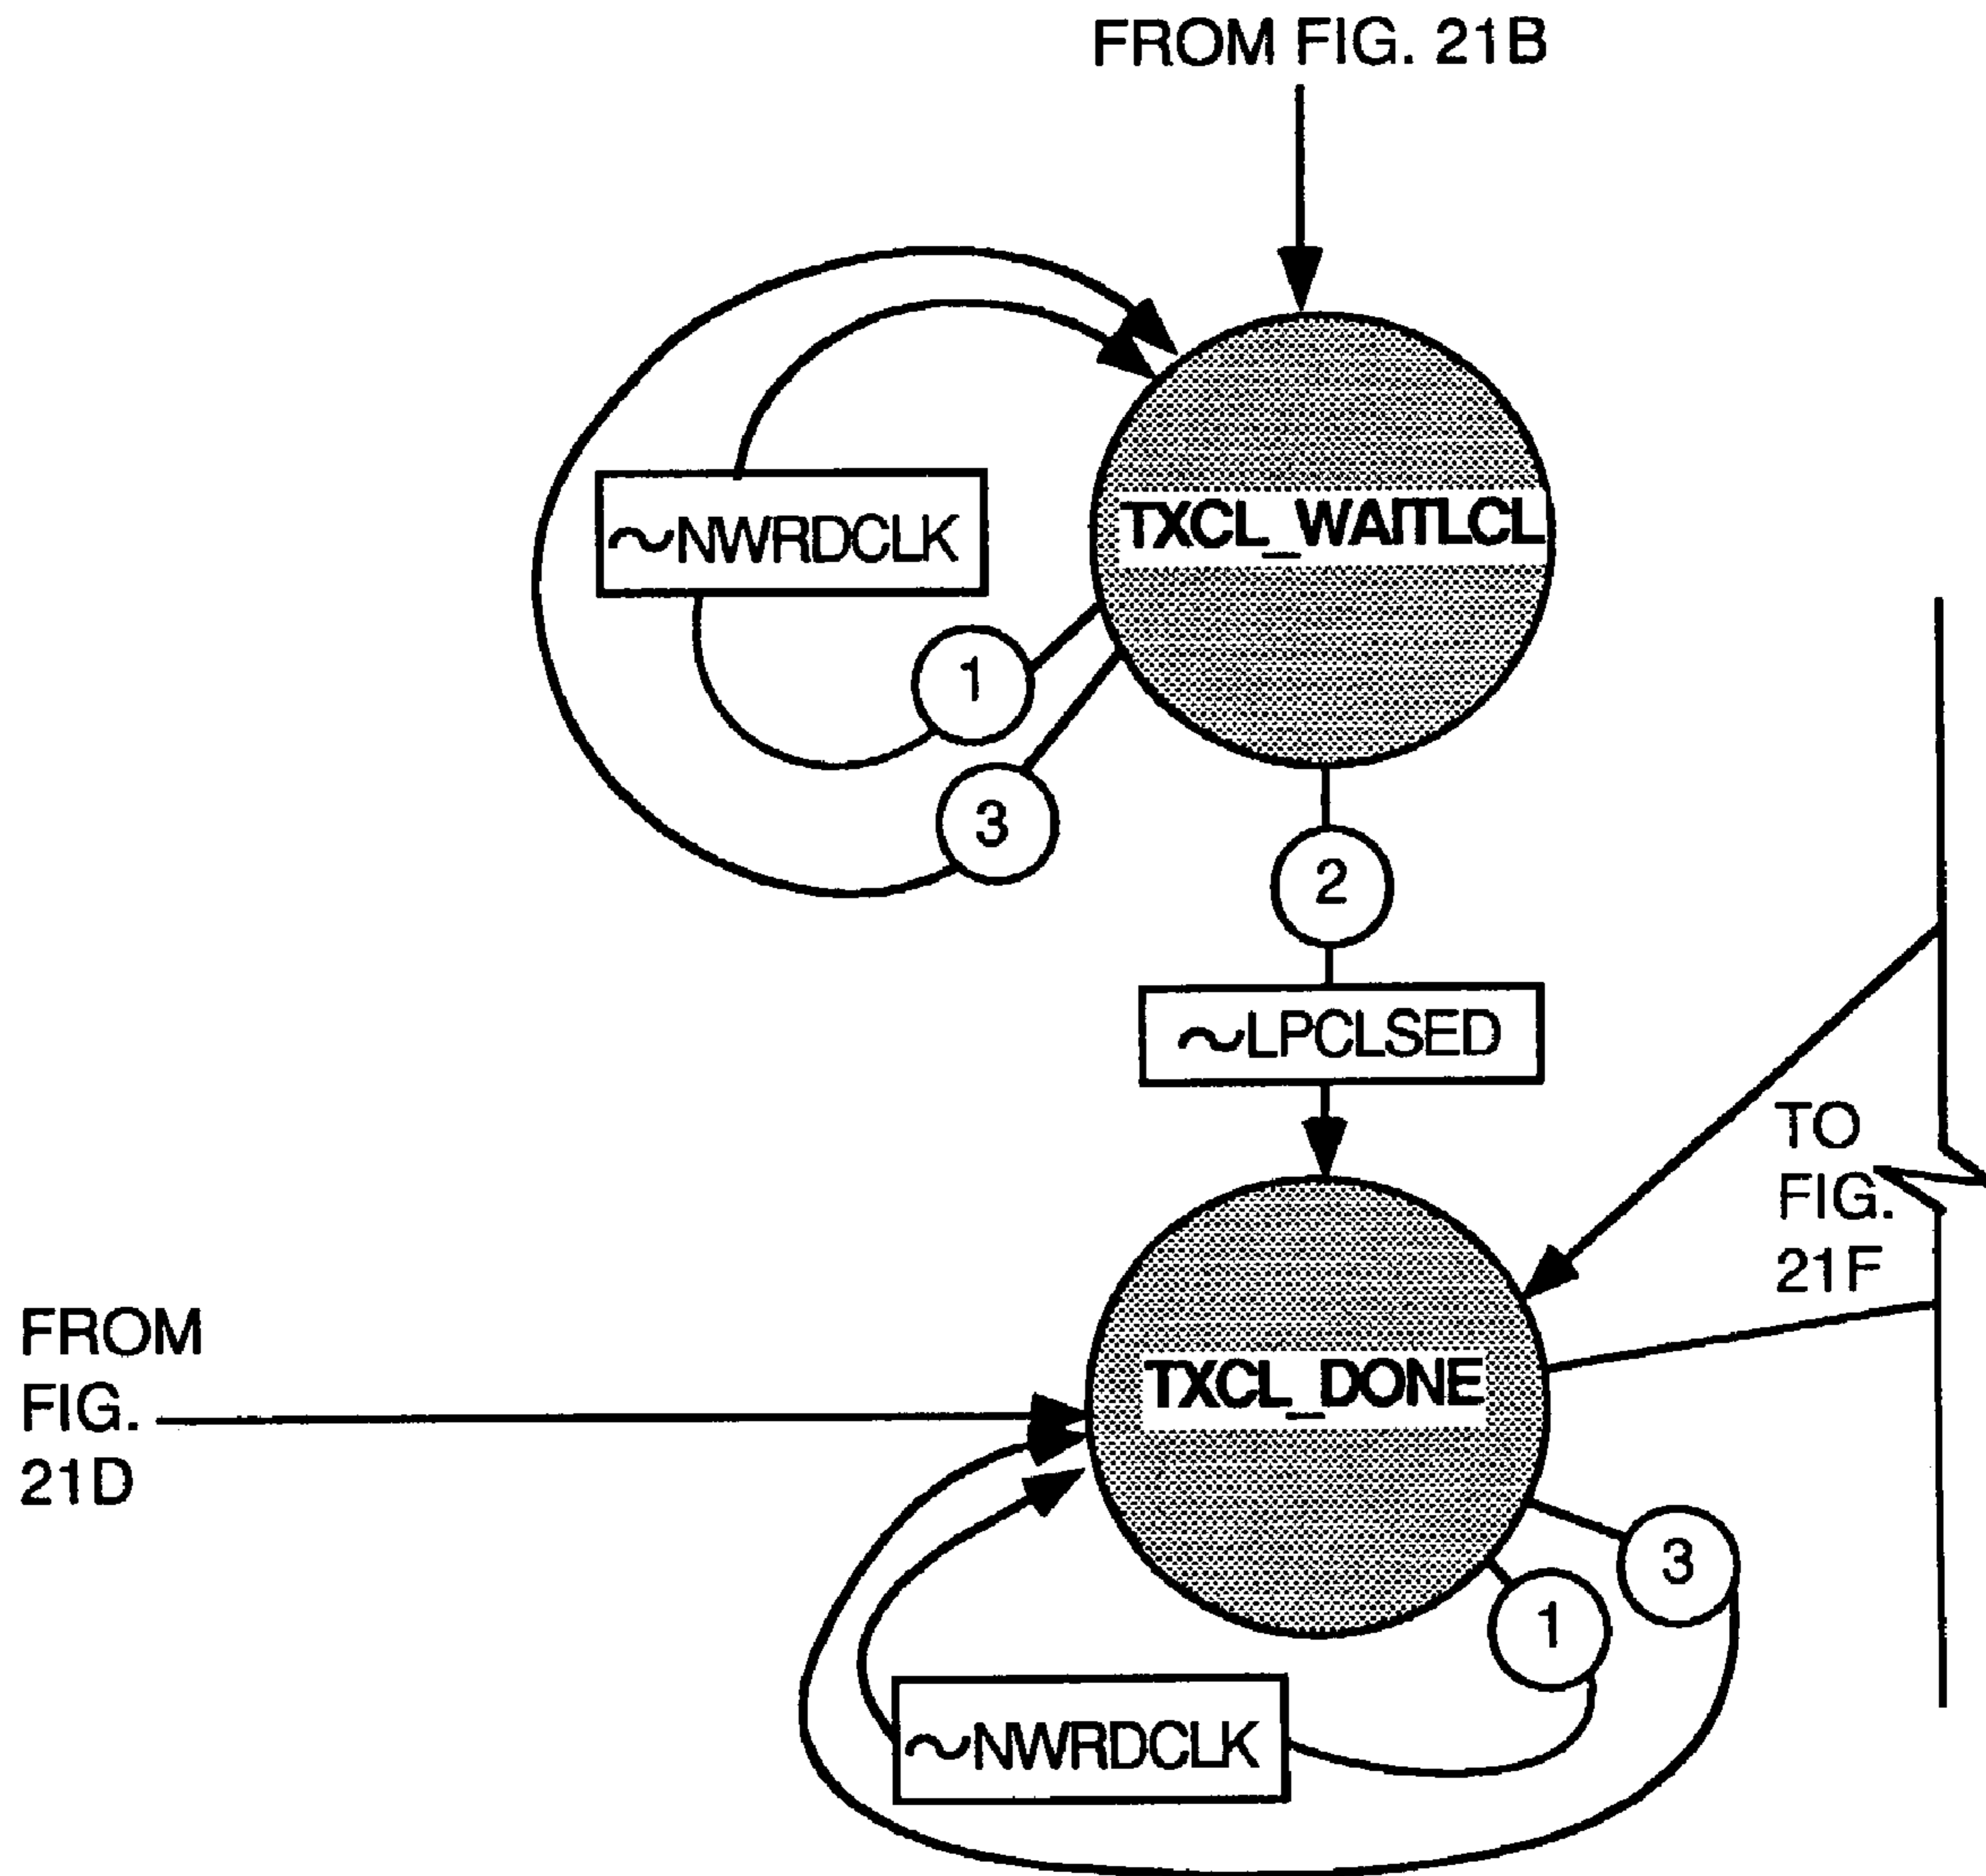 FROM FIG. 21B
~NWRDCLK
TXCL_WAITLCL
1
3
2
~LPCLSED
TO
FIG.
21F
FROM
FIG.
21D
TXCL_DONE
3
1
~NWRDCLK